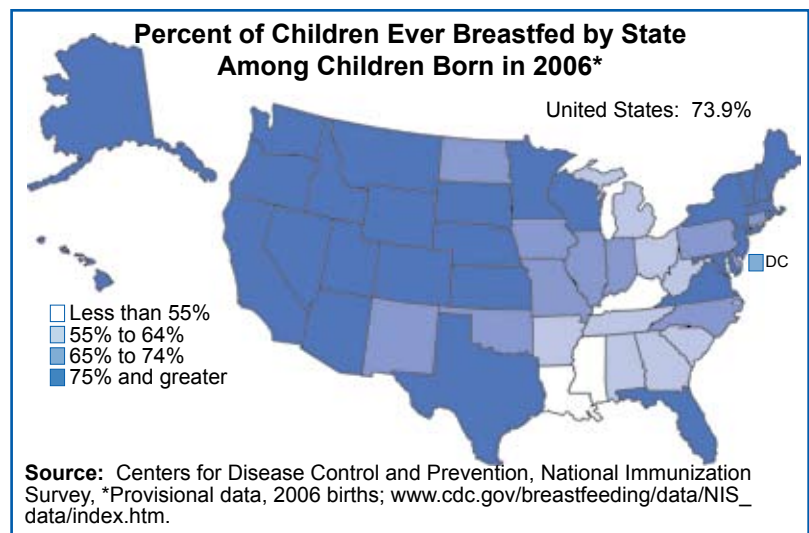 Percent of Children Ever Breastfed by State
Among Children Born in 2006*
United States: 73.9%
DC
Less than 55%
55% to 64%
65% to 74%
75% and greater
Source: Centers for Disease Control and Prevention, National Immunization
Survey, *Provisional data, 2006 births; www.cdc.gov/breastfeeding/data/NIS_
data/index.htm.